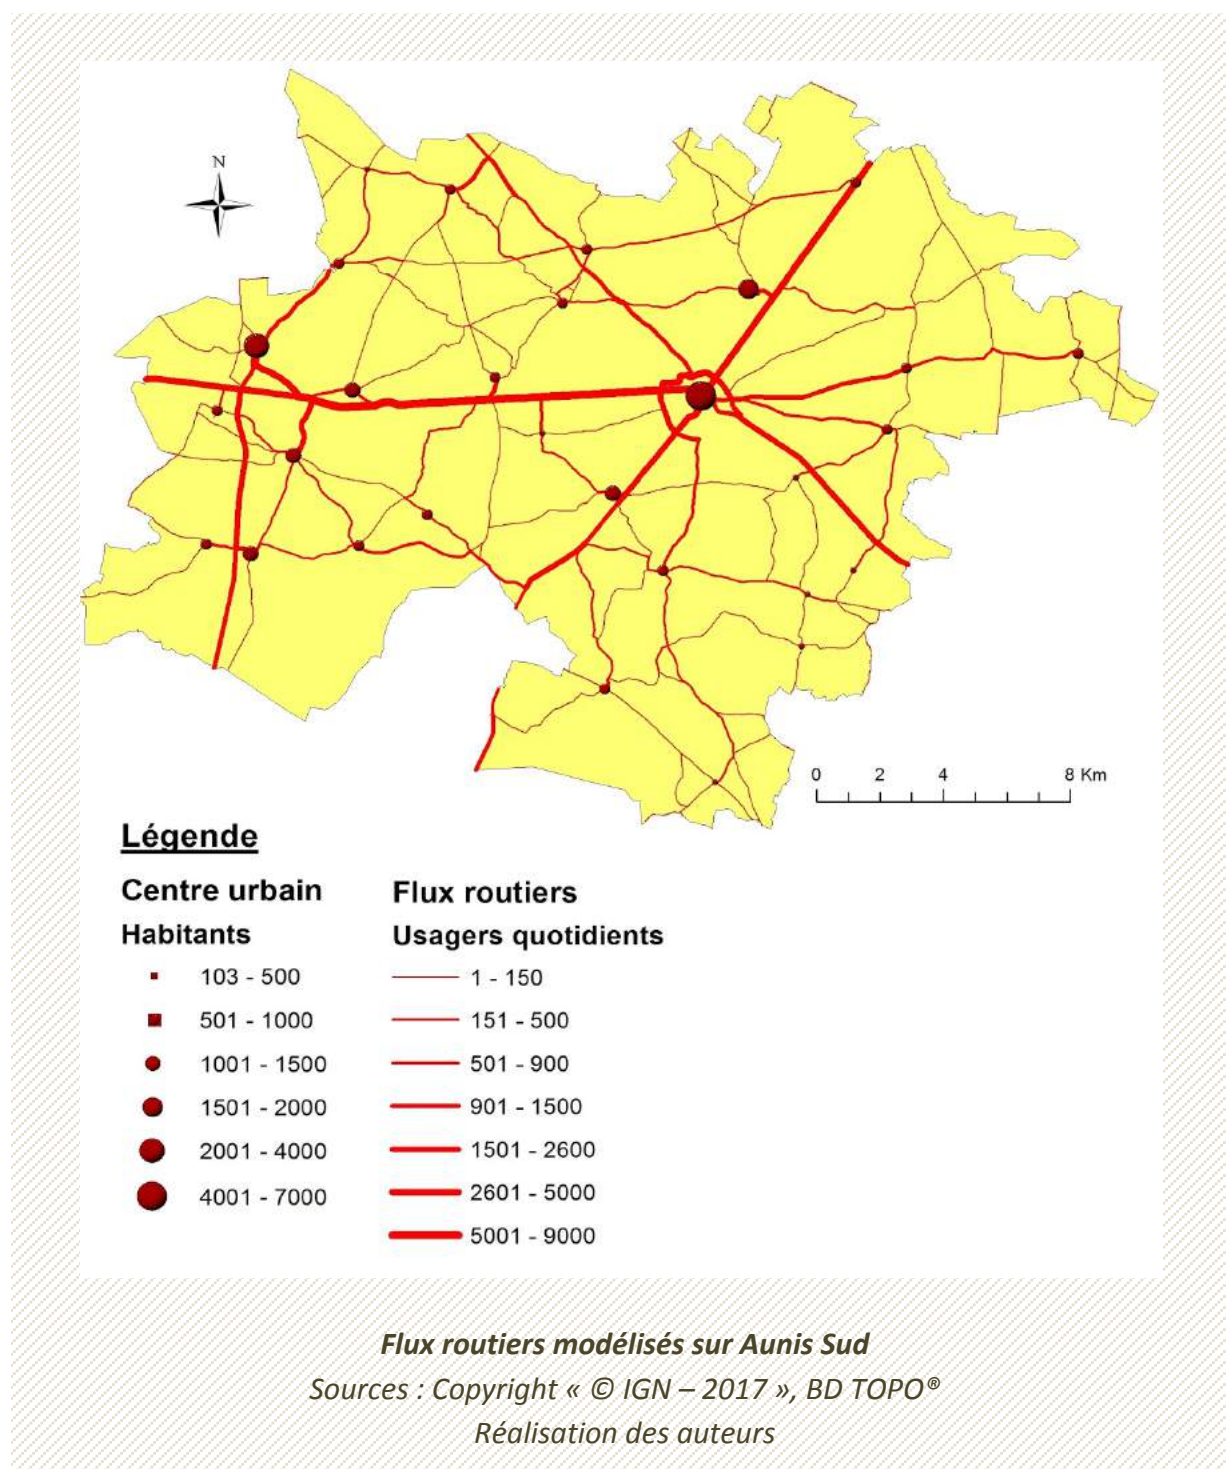 N
0 2 4 8 Km
Légende
Centre urbain
Habitants
103 - 500
501 - 1000
1001 - 1500
1501 - 2000
2001 - 4000
4001 - 7000
Flux routiers
Usagers quotidients
1 - 150
151 - 500
501 - 900
901 - 1500
1501 - 2600
2601 - 5000
5001 - 9000
Flux routiers modélisés sur Aunis Sud
Sources : Copyright « © IGN – 2017 », BD TOPO®
Réalisation des auteurs